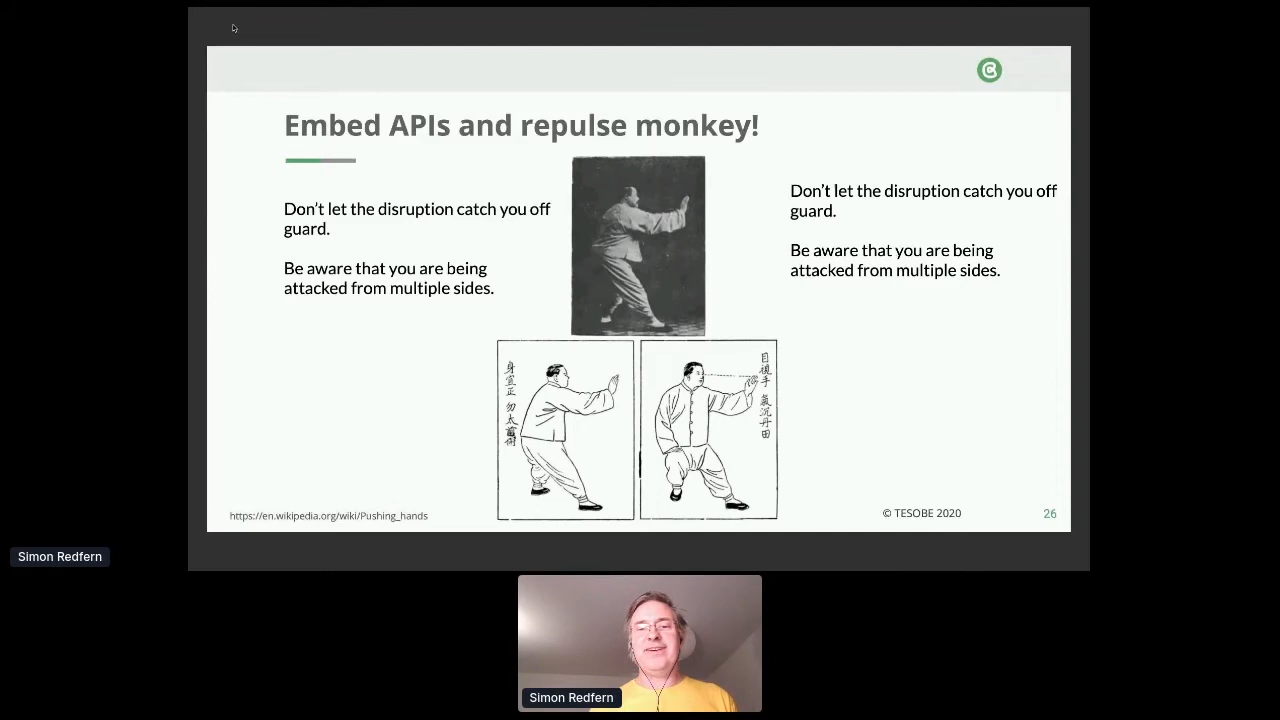 Embed APIs and repulse monkey!
Don’t let the disruption catch you off
guard.
Be aware that you are being
attacked from multiple sides.
Don’t let the disruption catch you off
guard.
Be aware that you are being
attacked from multiple sides.
身宜正 勿太前俯
目視手 氣沉丹田
https://en.wikipedia.org/wiki/Pushing_hands
© TESOBE 2020
26
Simon Redfern
Simon Redfern